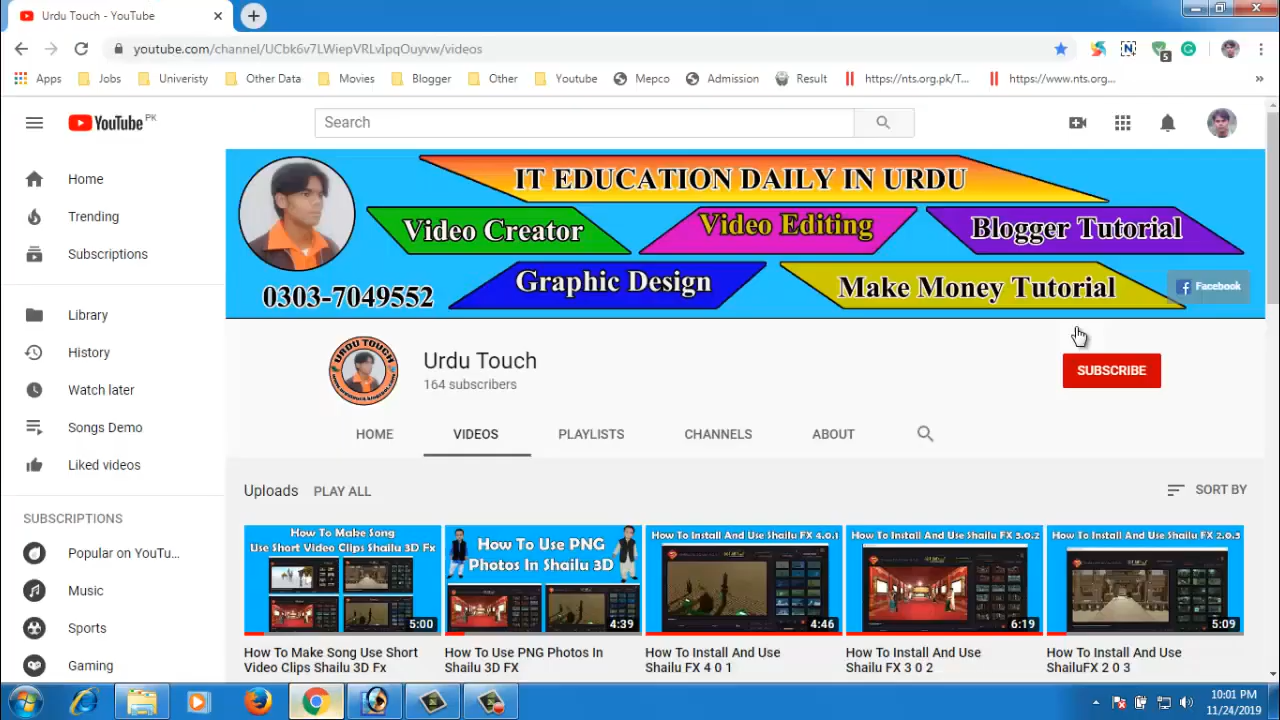 Urdu Touch - YouTube
youtube.com/channel/UCbk6v7LWiepVRLvIpqOuyvw/videos
Apps Jobs Univeristy Other Data Movies Blogger Other Youtube Mepco Admission Result https://nts.org.pk/T... https://www.nts.org...
YouTube PK
Search
Home
Trending
Subscriptions
Library
History
Watch later
Songs Demo
Liked videos
SUBSCRIPTIONS
Popular on YouTu...
Music
Sports
Gaming
IT EDUCATION DAILY IN URDU
Video Creator Video Editing Blogger Tutorial
0303-7049552 Graphic Design Make Money Tutorial Facebook
URDU TOUCH
Urdu Touch
164 subscribers
SUBSCRIBE
HOME VIDEOS PLAYLISTS CHANNELS ABOUT
Uploads PLAY ALL SORT BY
How To Make Song
Use Short Video Clips Shailu 3D Fx
5:00
How To Make Song Use Short
Video Clips Shailu 3D Fx
How To Use PNG
Photos In Shailu 3D
4:39
How To Use PNG Photos In
Shailu 3D FX
How To Install And Use Shailu FX 4.0.1
4:46
How To Install And Use
Shailu FX 4 0 1
How To Install And Use Shailu FX 3.0.2
6:19
How To Install And Use
Shailu FX 3 0 2
How To Install And Use Shailu FX 2.0.3
5:09
How To Install And Use
ShailuFX 2 0 3
10:01 PM
11/24/2019